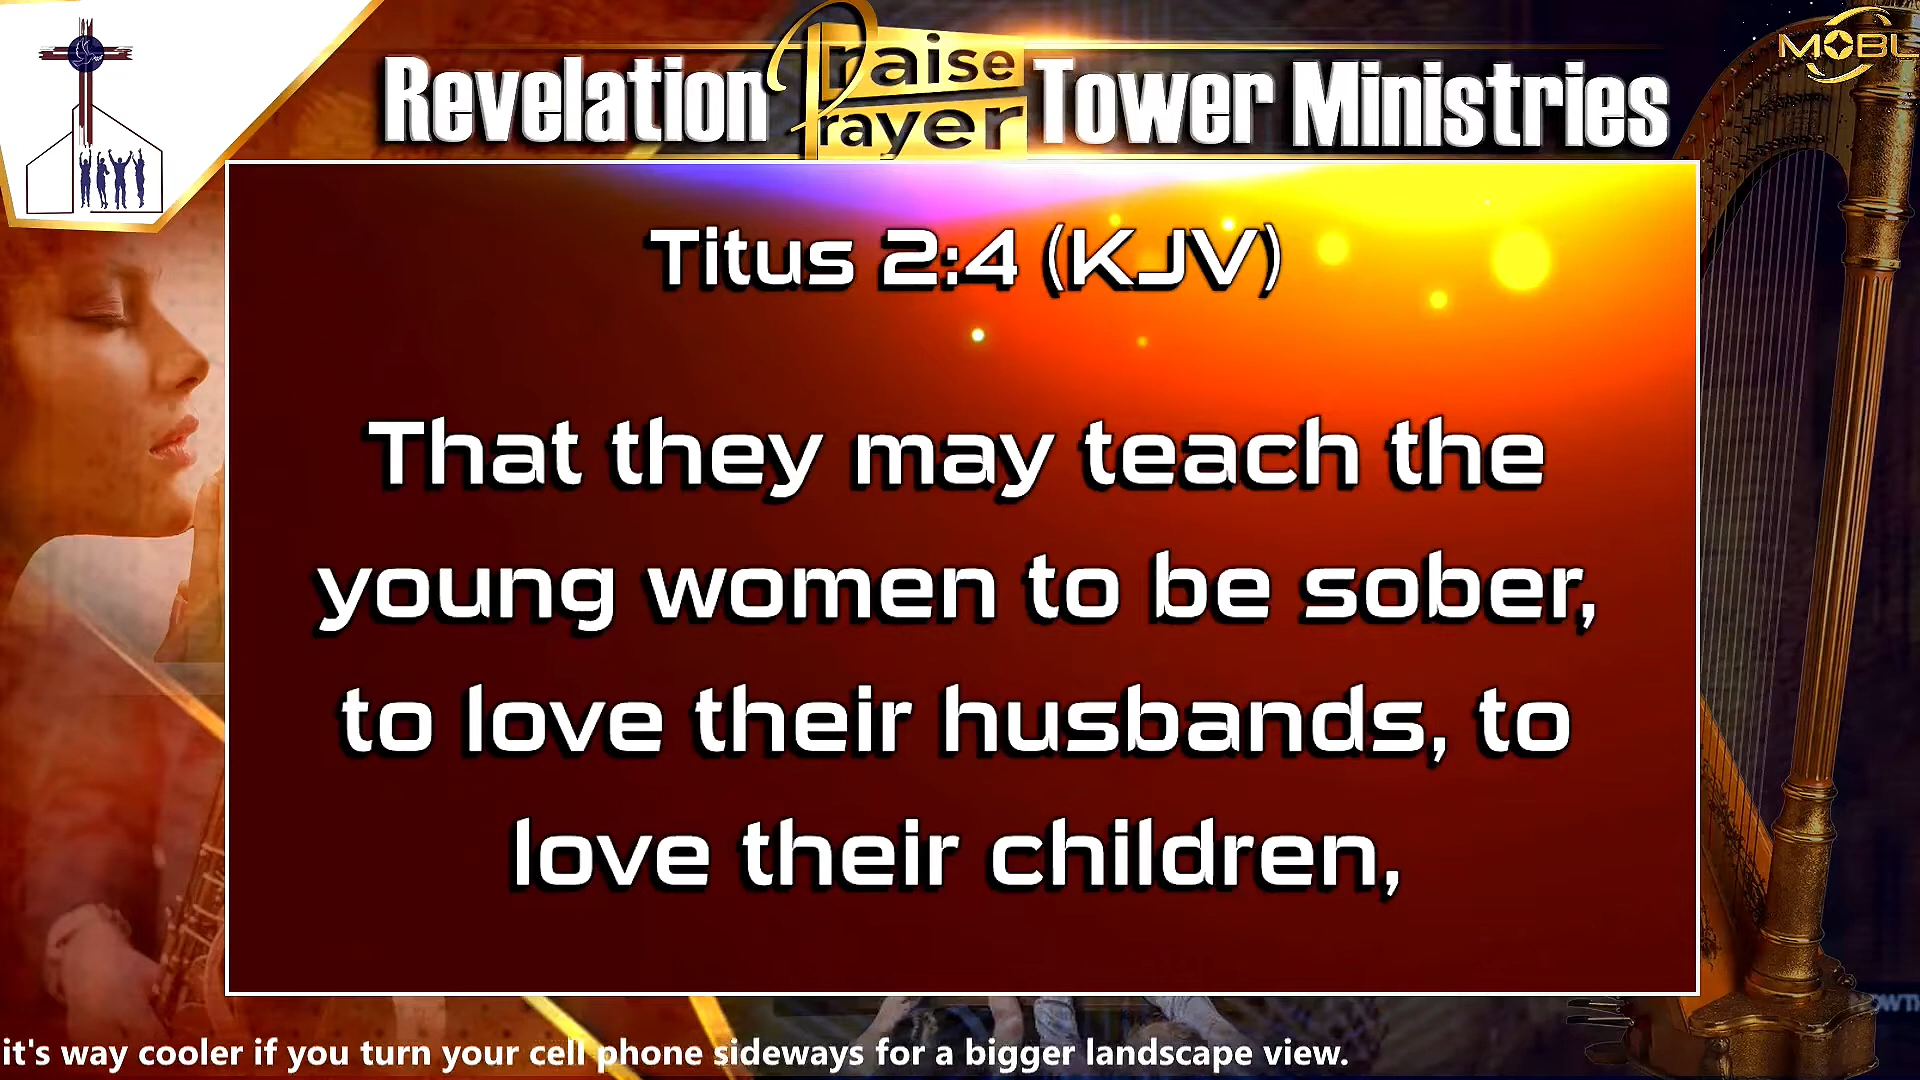 Revelation Praise Prayer Tower Ministries
MOBL
Titus 2:4 (KJV)
That they may teach the
young women to be sober,
to love their husbands, to
love their children,
it's way cooler if you turn your cell phone sideways for a bigger landscape view.